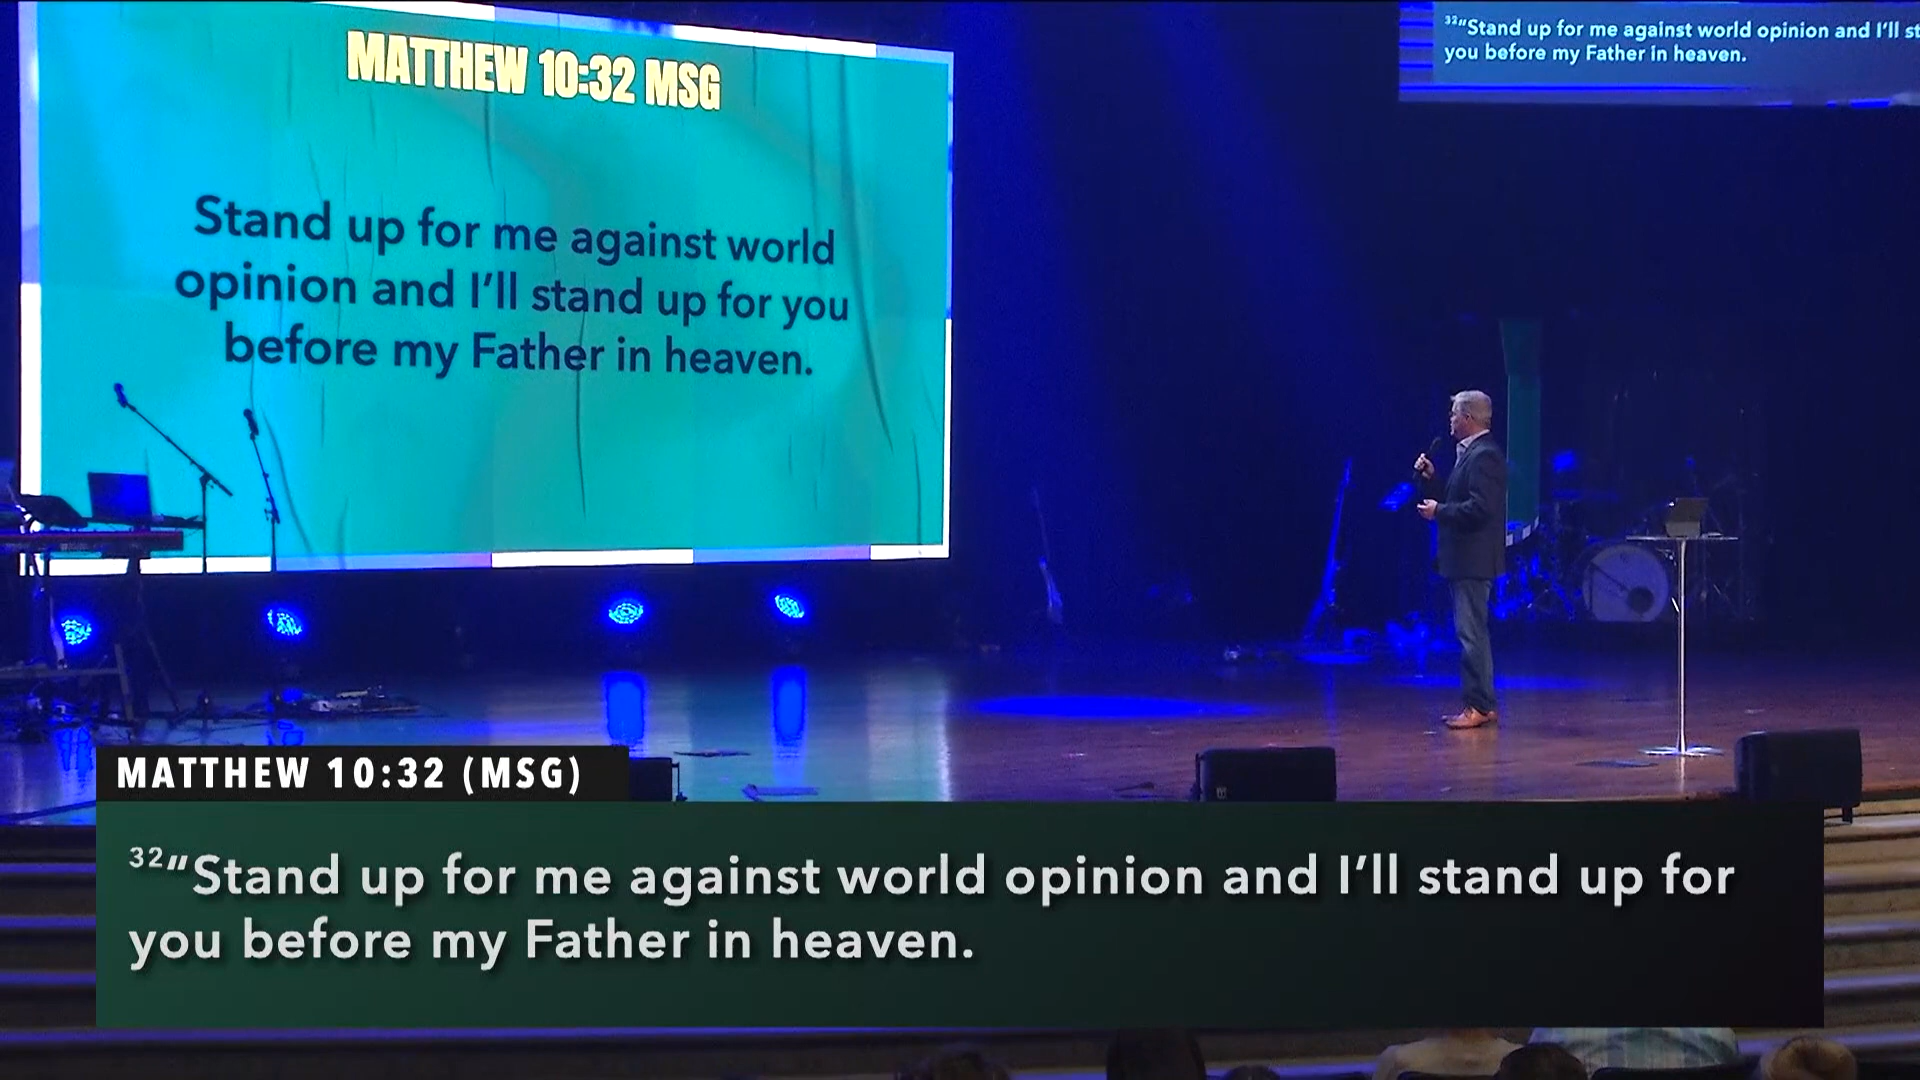 MATTHEW 10:32 MSG
Stand up for me against world
opinion and I'll stand up for you
before my Father in heaven.
³²"Stand up for me against world opinion and I'll st
you before my Father in heaven.
MATTHEW 10:32 (MSG)
³²"Stand up for me against world opinion and I'll stand up for
you before my Father in heaven.